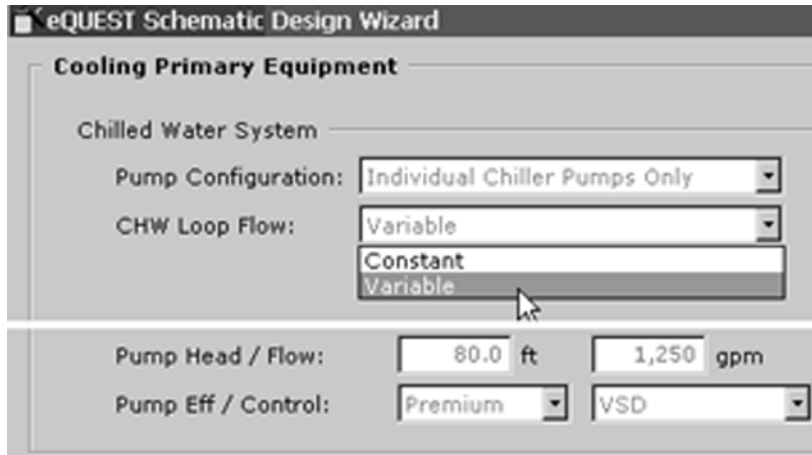 eQUEST Schematic Design Wizard
Cooling Primary Equipment
Chilled Water System
Pump Configuration: Individual Chiller Pumps Only
CHW Loop Flow: Variable
Constant
Variable
Pump Head / Flow: 80.0 ft 1,250 gpm
Pump Eff / Control: Premium VSD